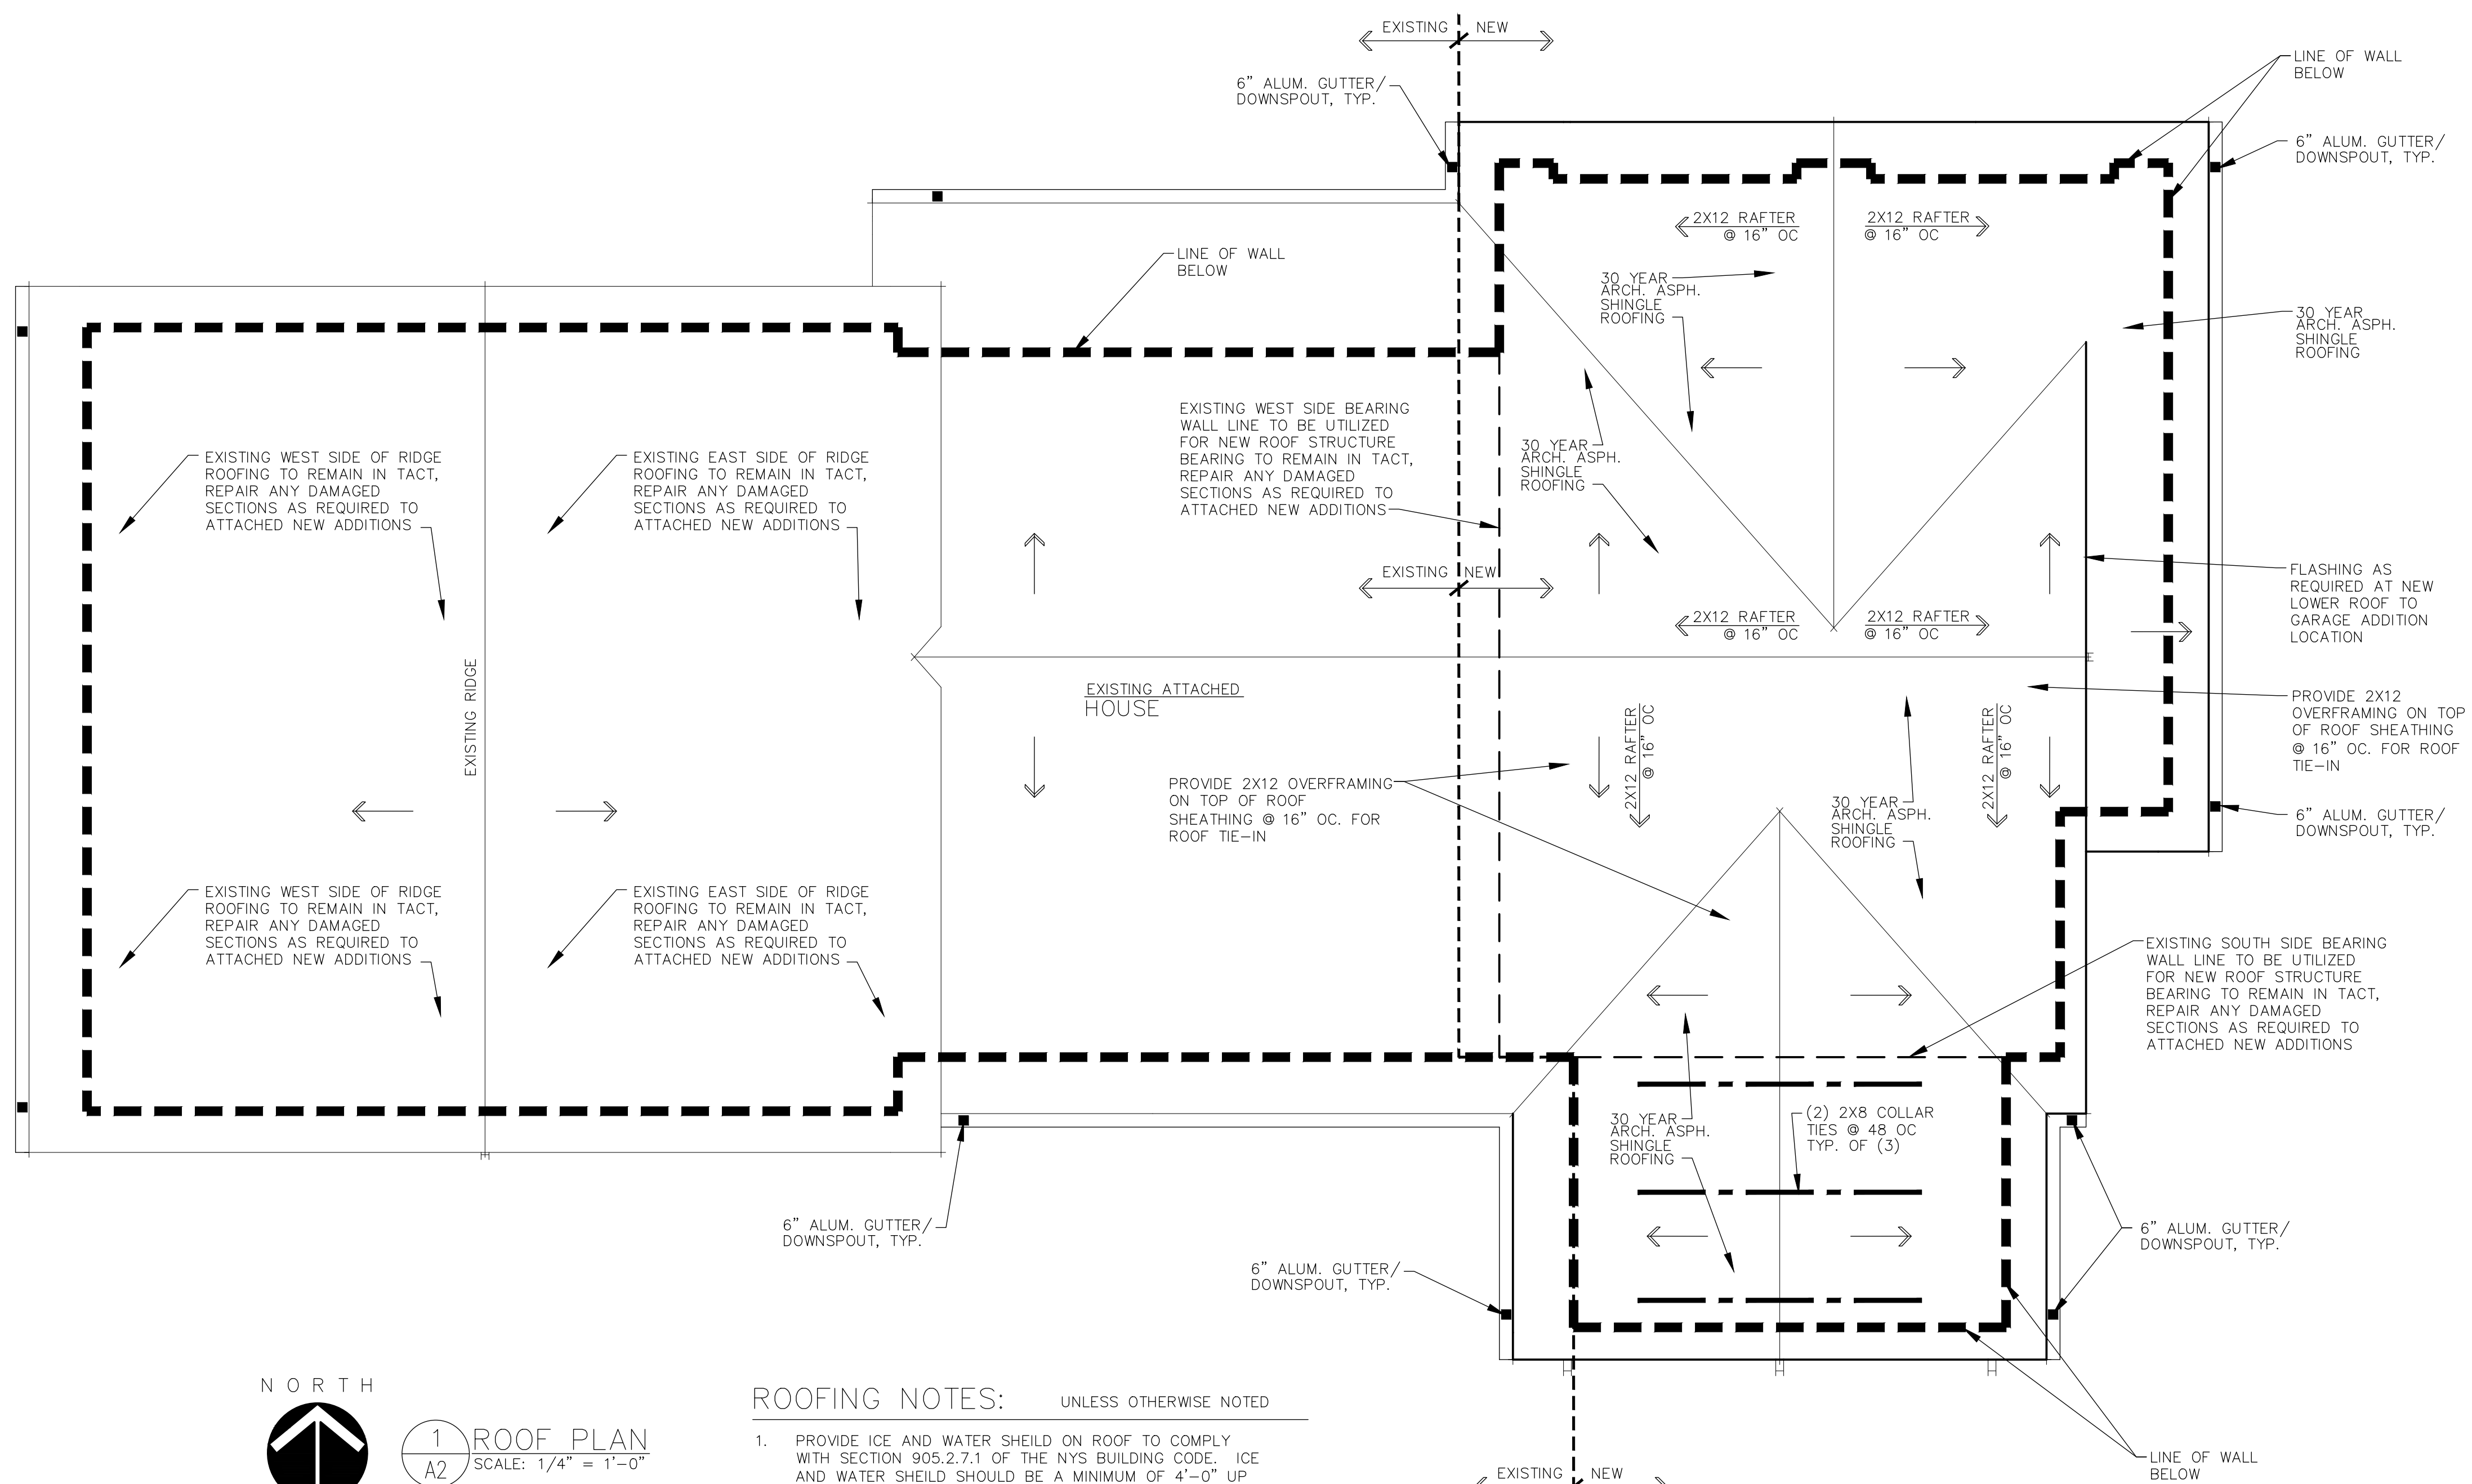 EXISTING NEW
6" ALUM. GUTTER/
DOWNSPOUT, TYP.
LINE OF WALL
BELOW
6" ALUM. GUTTER/
DOWNSPOUT, TYP.
LINE OF WALL
BELOW
2X12 RAFTER
@ 16" OC
2X12 RAFTER
@ 16" OC
30 YEAR
ARCH. ASPH.
SHINGLE
ROOFING
30 YEAR
ARCH. ASPH.
SHINGLE
ROOFING
EXISTING WEST SIDE BEARING
WALL LINE TO BE UTILIZED
FOR NEW ROOF STRUCTURE
BEARING TO REMAIN IN TACT,
REPAIR ANY DAMAGED
SECTIONS AS REQUIRED TO
ATTACHED NEW ADDITIONS
30 YEAR
ARCH. ASPH.
SHINGLE
ROOFING
EXISTING WEST SIDE OF RIDGE
ROOFING TO REMAIN IN TACT,
REPAIR ANY DAMAGED
SECTIONS AS REQUIRED TO
ATTACHED NEW ADDITIONS
EXISTING EAST SIDE OF RIDGE
ROOFING TO REMAIN IN TACT,
REPAIR ANY DAMAGED
SECTIONS AS REQUIRED TO
ATTACHED NEW ADDITIONS
EXISTING NEW
FLASHING AS
REQUIRED AT NEW
LOWER ROOF TO
GARAGE ADDITION
LOCATION
2X12 RAFTER
@ 16" OC
2X12 RAFTER
@ 16" OC
EXISTING RIDGE
EXISTING ATTACHED
HOUSE
2X12 RAFTER
@ 16" OC
2X12 RAFTER
@ 16" OC
PROVIDE 2X12
OVERFRAMING ON TOP
OF ROOF SHEATHING
@ 16" OC. FOR ROOF
TIE-IN
PROVIDE 2X12 OVERFRAMING
ON TOP OF ROOF
SHEATHING @ 16" OC. FOR
ROOF TIE-IN
30 YEAR
ARCH. ASPH.
SHINGLE
ROOFING
6" ALUM. GUTTER/
DOWNSPOUT, TYP.
EXISTING WEST SIDE OF RIDGE
ROOFING TO REMAIN IN TACT,
REPAIR ANY DAMAGED
SECTIONS AS REQUIRED TO
ATTACHED NEW ADDITIONS
EXISTING EAST SIDE OF RIDGE
ROOFING TO REMAIN IN TACT,
REPAIR ANY DAMAGED
SECTIONS AS REQUIRED TO
ATTACHED NEW ADDITIONS
EXISTING SOUTH SIDE BEARING
WALL LINE TO BE UTILIZED
FOR NEW ROOF STRUCTURE
BEARING TO REMAIN IN TACT,
REPAIR ANY DAMAGED
SECTIONS AS REQUIRED TO
ATTACHED NEW ADDITIONS
30 YEAR
ARCH. ASPH.
SHINGLE
ROOFING
(2) 2X8 COLLAR
TIES @ 48 OC
TYP. OF (3)
6" ALUM. GUTTER/
DOWNSPOUT, TYP.
6" ALUM. GUTTER/
DOWNSPOUT, TYP.
6" ALUM. GUTTER/
DOWNSPOUT, TYP.
NORTH
1
A2
ROOF PLAN
SCALE: 1/4" = 1'-0"
ROOFING NOTES: UNLESS OTHERWISE NOTED
1. PROVIDE ICE AND WATER SHEILD ON ROOF TO COMPLY
WITH SECTION 905.2.7.1 OF THE NYS BUILDING CODE. ICE
AND WATER SHEILD SHOULD BE A MINIMUM OF 4'-0" UP
EXISTING NEW
LINE OF WALL
BELOW